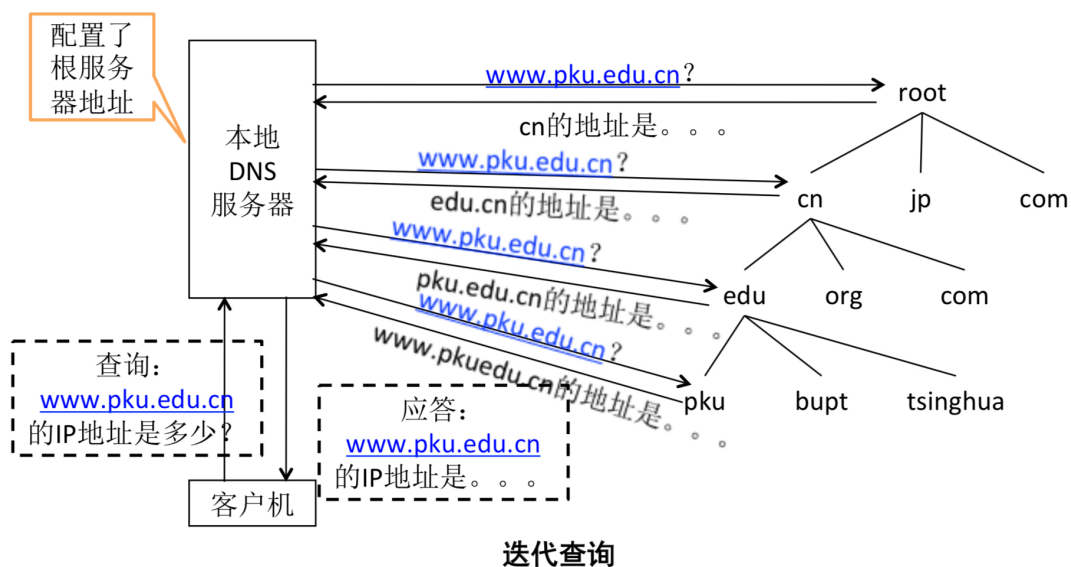 配置了
根服务
器地址
本地
DNS
服务器
www.pku.edu.cn？
cn的地址是。。。
www.pku.edu.cn？
edu.cn的地址是。。。
www.pku.edu.cn？
pku.edu.cn的地址是。。。
www.pku.edu.cn？
www.pkuedu.cn的地址是。。。
root
cn
jp
com
edu
org
com
pku
bupt
tsinghua
查询：
www.pku.edu.cn
的IP地址是多少？
应答：
www.pku.edu.cn
的IP地址是。。。
客户机
迭代查询